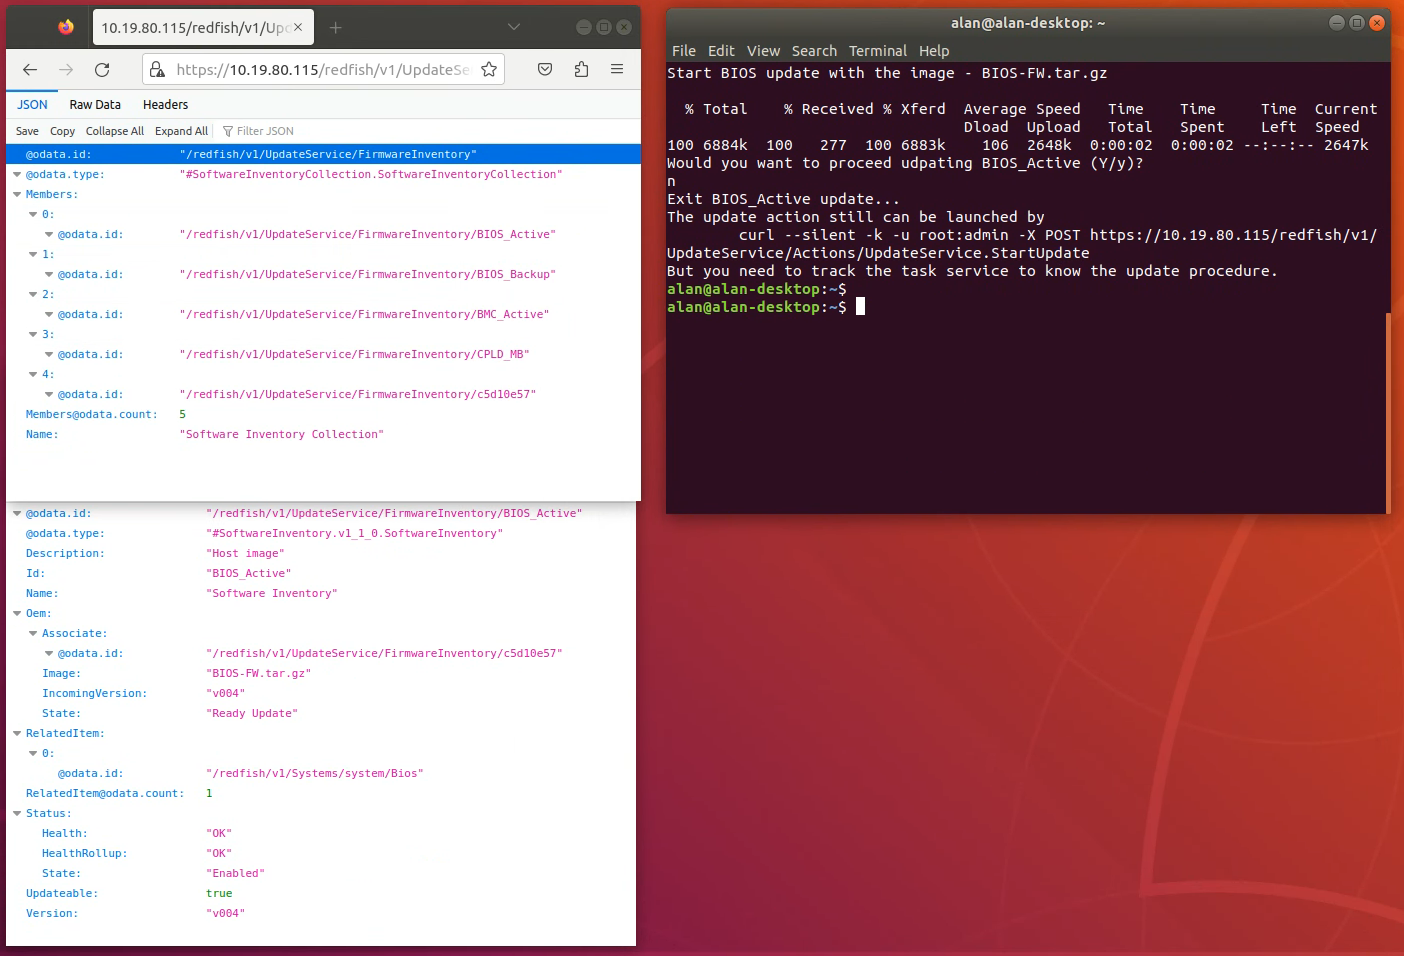 10.19.80.115/redfish/v1/Upd
https://10.19.80.115/redfish/v1/UpdateSe
JSON Raw Data Headers
Save Copy Collapse All Expand All Filter JSON
@odata.id: "/redfish/v1/UpdateService/FirmwareInventory"
@odata.type: "#SoftwareInventoryCollection.SoftwareInventoryCollection"
Members:
0:
@odata.id: "/redfish/v1/UpdateService/FirmwareInventory/BIOS_Active"
1:
@odata.id: "/redfish/v1/UpdateService/FirmwareInventory/BIOS_Backup"
2:
@odata.id: "/redfish/v1/UpdateService/FirmwareInventory/BMC_Active"
3:
@odata.id: "/redfish/v1/UpdateService/FirmwareInventory/CPLD_MB"
4:
@odata.id: "/redfish/v1/UpdateService/FirmwareInventory/c5d10e57"
Members@odata.count: 5
Name: "Software Inventory Collection"
@odata.id: "/redfish/v1/UpdateService/FirmwareInventory/BIOS_Active"
@odata.type: "#SoftwareInventory.v1_1_0.SoftwareInventory"
Description: "Host image"
Id: "BIOS_Active"
Name: "Software Inventory"
Oem:
Associate:
@odata.id: "/redfish/v1/UpdateService/FirmwareInventory/c5d10e57"
Image: "BIOS-FW.tar.gz"
IncomingVersion: "v004"
State: "Ready Update"
RelatedItem:
0:
@odata.id: "/redfish/v1/Systems/system/Bios"
RelatedItem@odata.count: 1
Status:
Health: "OK"
HealthRollup: "OK"
State: "Enabled"
Updateable: true
Version: "v004"
alan@alan-desktop: ~
File Edit View Search Terminal Help
Start BIOS update with the image - BIOS-FW.tar.gz
% Total % Received % Xferd Average Speed Time Time Time Current
Dload Upload Total Spent Left Speed
100 6884k 100 277 100 6883k 106 2648k 0:00:02 0:00:02 --:--:-- 2647k
Would you want to proceed udpating BIOS_Active (Y/y)?
n
Exit BIOS_Active update...
The update action still can be launched by
curl --silent -k -u root:admin -X POST https://10.19.80.115/redfish/v1/
UpdateService/Actions/UpdateService.StartUpdate
But you need to track the task service to know the update procedure.
alan@alan-desktop:~$
alan@alan-desktop:~$